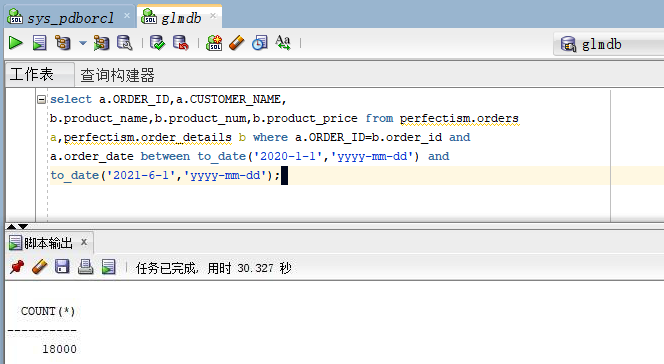 sys_pdborcl × glmdb ×
glmdb
工作表 查询构建器
select a.ORDER_ID,a.CUSTOMER_NAME,
b.product_name,b.product_num,b.product_price from perfectism.orders
a,perfectism.order_details b where a.ORDER_ID=b.order_id and
a.order_date between to_date('2020-1-1','yyyy-mm-dd') and
to_date('2021-6-1','yyyy-mm-dd');
脚本输出 ×
任务已完成, 用时 30.327 秒
COUNT(*)
----------
18000